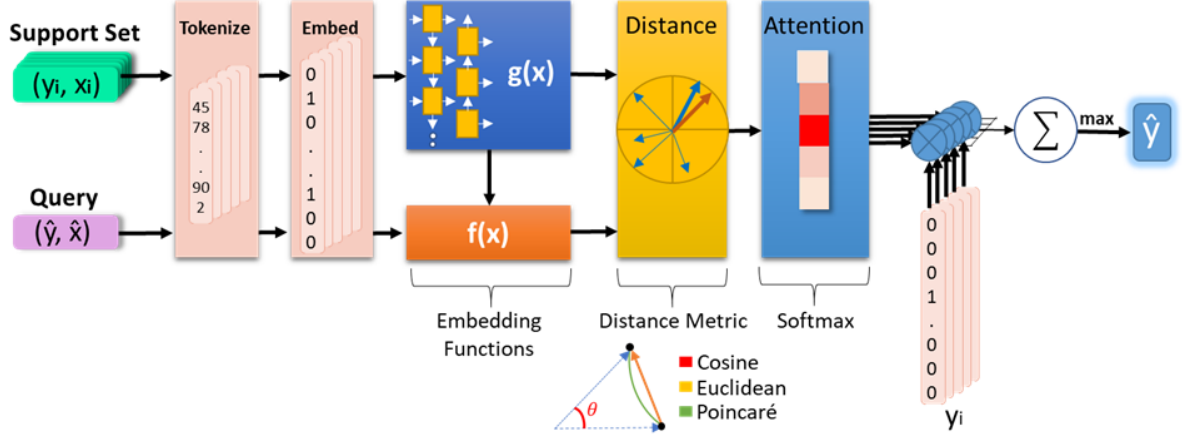 Support Set
(yi, xi)
Query
(ŷ, x̂)
Tokenize
45
78
.
.
90
2
Embed
0
1
0
.
.
1
0
0
g(x)
f(x)
Embedding
Functions
Distance
Distance Metric
θ
Cosine
Euclidean
Poincaré
Attention
Softmax
0
0
0
1
.
0
0
0
yi
∑
max
ŷ